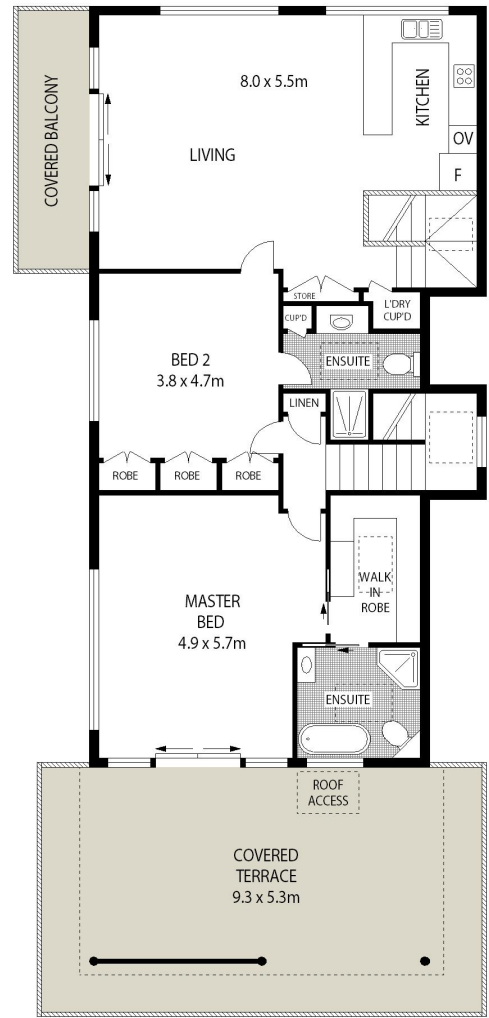 COVERED BALCONY
8.0 x 5.5m
KITCHEN
LIVING
OV
F
STORE
L'DRY
CUP'D
CUP'D
BED 2
3.8 x 4.7m
ENSUITE
LINEN
ROBE
ROBE
ROBE
WALK
IN
ROBE
MASTER
BED
4.9 x 5.7m
ENSUITE
ROOF
ACCESS
COVERED
TERRACE
9.3 x 5.3m